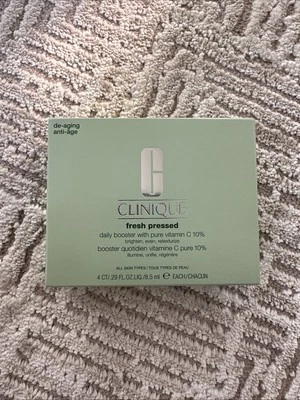 de-aging
anti-âge
CLINIQUE
fresh pressed
daily booster with pure vitamin C 10%
brighten, even, retexturize
booster quotidien vitamine C pure 10%
illumine, unifie, régénère
ALL SKIN TYPES / TOUS TYPES DE PEAU
4 CT/.29 FL.OZ.LIQ./8.5 ml ℮ EACH/CHACUN